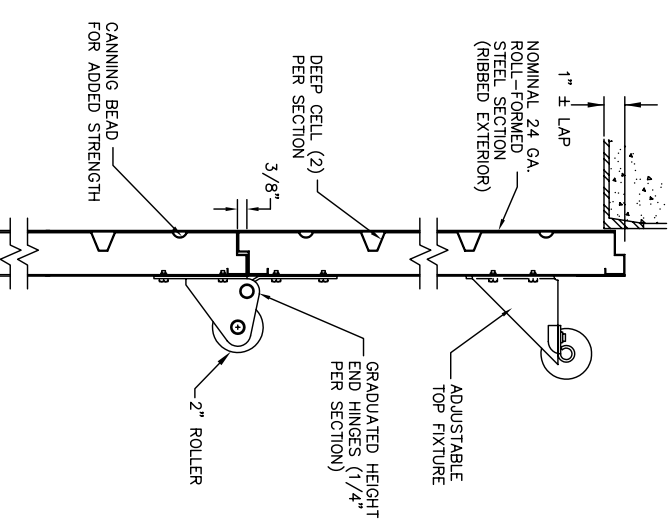 1" ± LAP
NOMINAL 24 GA.
ROLL-FORMED
STEEL SECTION
(RIBBED EXTERIOR)
DEEP CELL (2)
PER SECTION
3/8"
CANNING BEAD
FOR ADDED STRENGTH
ADJUSTABLE
TOP FIXTURE
GRADUATED HEIGHT
END HINGES (1/4"
PER SECTION)
2" ROLLER